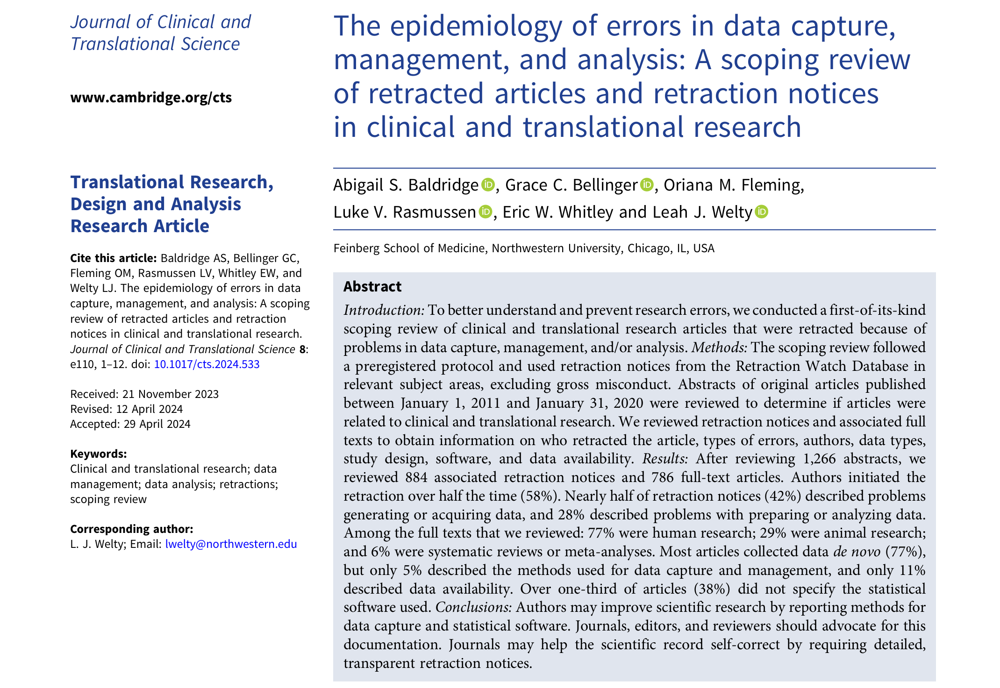 Journal of Clinical and
Translational Science
www.cambridge.org/cts
The epidemiology of errors in data capture,
management, and analysis: A scoping review
of retracted articles and retraction notices
in clinical and translational research
Translational Research,
Design and Analysis
Research Article
Cite this article: Baldridge AS, Bellinger GC,
Fleming OM, Rasmussen LV, Whitley EW, and
Welty LJ. The epidemiology of errors in data
capture, management, and analysis: A scoping
review of retracted articles and retraction
notices in clinical and translational research.
Journal of Clinical and Translational Science 8:
e110, 1–12. doi: 10.1017/cts.2024.533
Received: 21 November 2023
Revised: 12 April 2024
Accepted: 29 April 2024
Keywords:
Clinical and translational research; data
management; data analysis; retractions;
scoping review
Corresponding author:
L. J. Welty; Email: lwelty@northwestern.edu
Abigail S. Baldridge iD, Grace C. Bellinger iD, Oriana M. Fleming,
Luke V. Rasmussen iD, Eric W. Whitley and Leah J. Welty iD
Feinberg School of Medicine, Northwestern University, Chicago, IL, USA
Abstract
Introduction: To better understand and prevent research errors, we conducted a first-of-its-kind
scoping review of clinical and translational research articles that were retracted because of
problems in data capture, management, and/or analysis. Methods: The scoping review followed
a preregistered protocol and used retraction notices from the Retraction Watch Database in
relevant subject areas, excluding gross misconduct. Abstracts of original articles published
between January 1, 2011 and January 31, 2020 were reviewed to determine if articles were
related to clinical and translational research. We reviewed retraction notices and associated full
texts to obtain information on who retracted the article, types of errors, authors, data types,
study design, software, and data availability. Results: After reviewing 1,266 abstracts, we
reviewed 884 associated retraction notices and 786 full-text articles. Authors initiated the
retraction over half the time (58%). Nearly half of retraction notices (42%) described problems
generating or acquiring data, and 28% described problems with preparing or analyzing data.
Among the full texts that we reviewed: 77% were human research; 29% were animal research;
and 6% were systematic reviews or meta-analyses. Most articles collected data de novo (77%),
but only 5% described the methods used for data capture and management, and only 11%
described data availability. Over one-third of articles (38%) did not specify the statistical
software used. Conclusions: Authors may improve scientific research by reporting methods for
data capture and statistical software. Journals, editors, and reviewers should advocate for this
documentation. Journals may help the scientific record self-correct by requiring detailed,
transparent retraction notices.